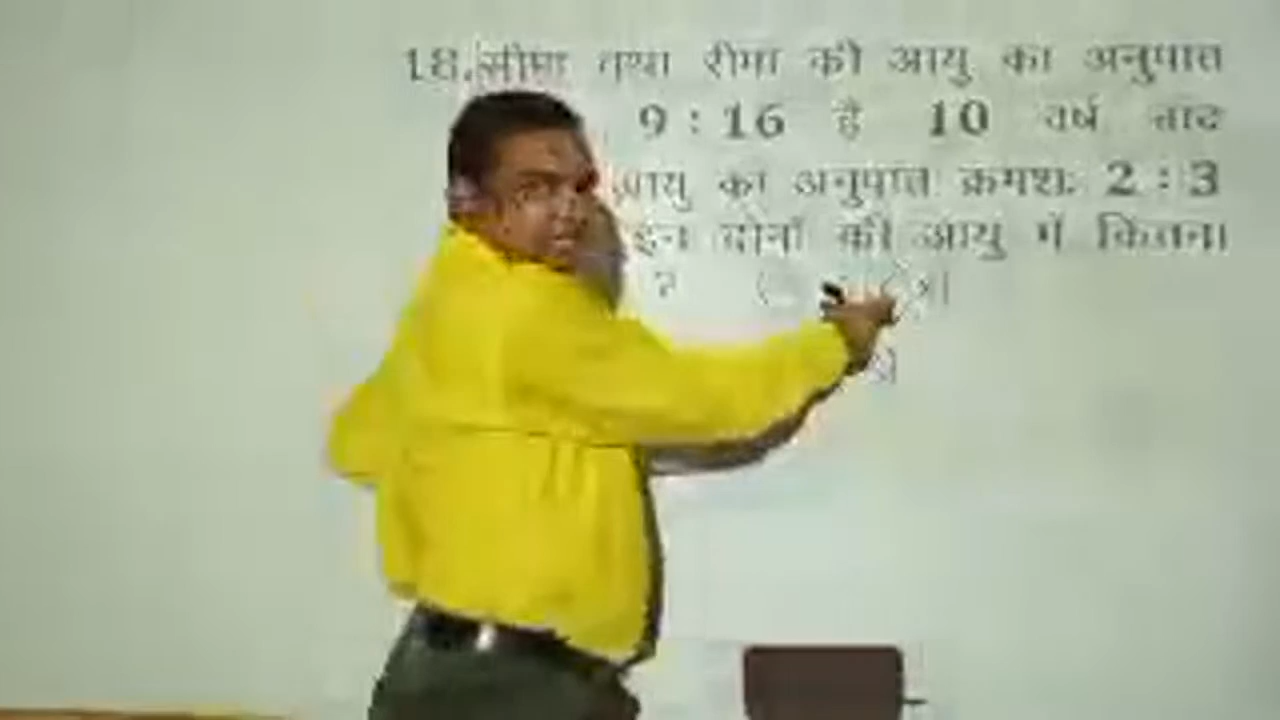 18. सीमा तथा रीमा की आयु का अनुपात
9 : 16 है 10 वर्ष बाद
आयु का अनुपात क्रमशः 2 : 3
इन दोनों की आयु में कितना
?